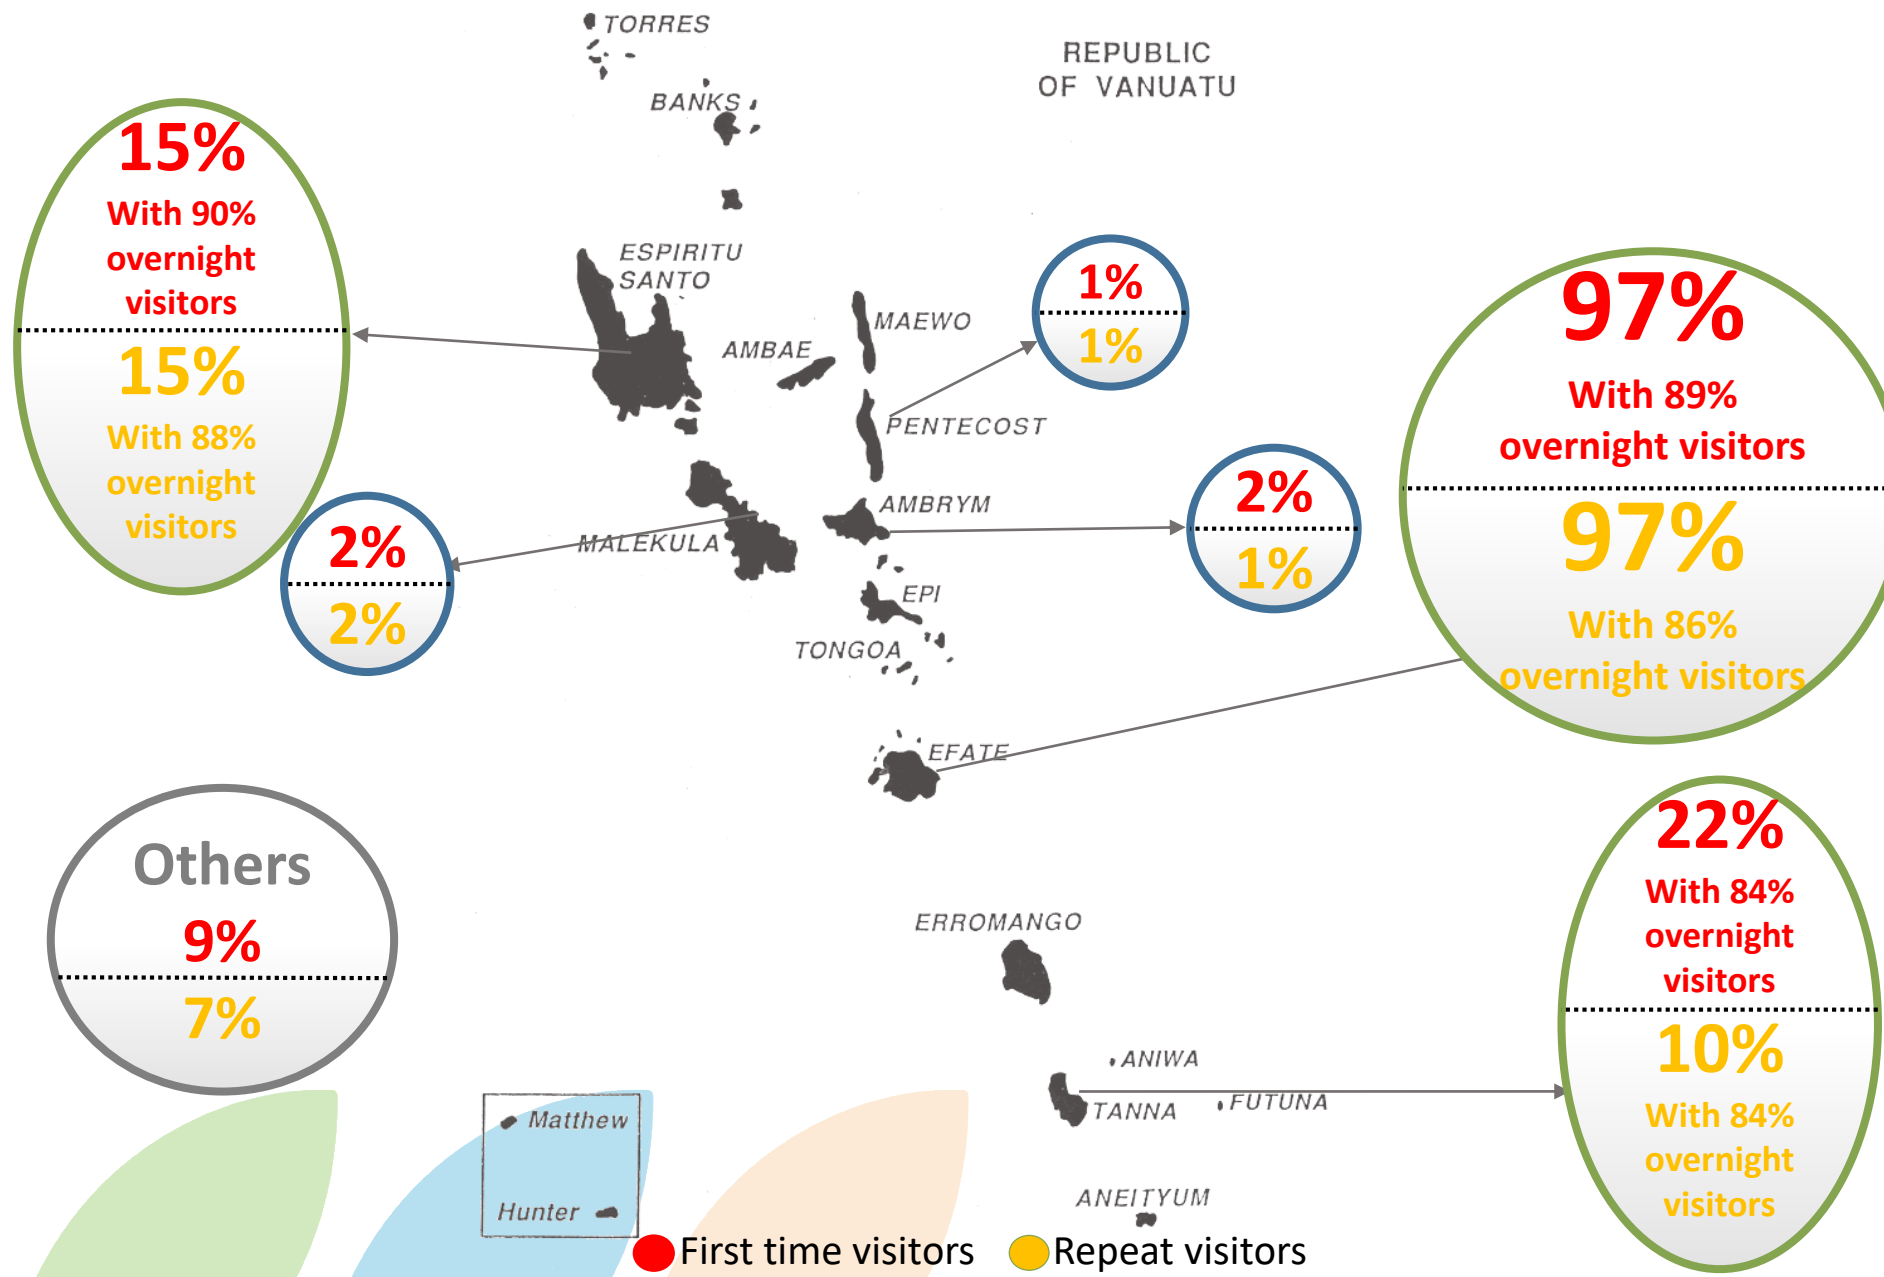 TORRES
REPUBLIC
OF VANUATU
BANKS
15%
With 90%
overnight
visitors
15%
With 88%
overnight
visitors
ESPIRITU
SANTO
MAEWO
AMBAE
1%
1%
PENTECOST
97%
With 89%
overnight visitors
97%
With 86%
overnight visitors
AMBRYM
2%
1%
MALEKULA
2%
2%
EPI
TONGOA
EFATE
Others
9%
7%
22%
With 84%
overnight
visitors
10%
With 84%
overnight
visitors
ERROMANGO
ANIWA
TANNA
FUTUNA
Matthew
Hunter
ANEITYUM
First time visitors
Repeat visitors